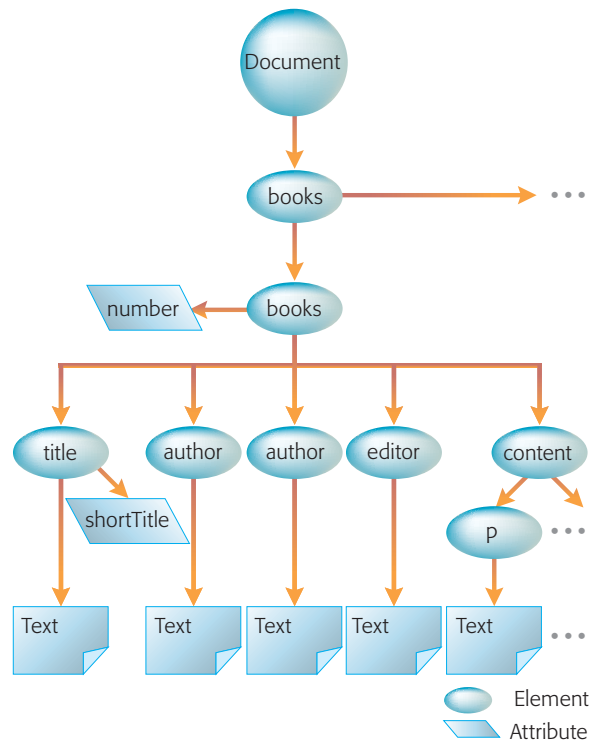 Document
books
...
number
books
title
author
author
editor
content
shortTitle
p
...
Text
Text
Text
Text
Text
...
Element
Attribute